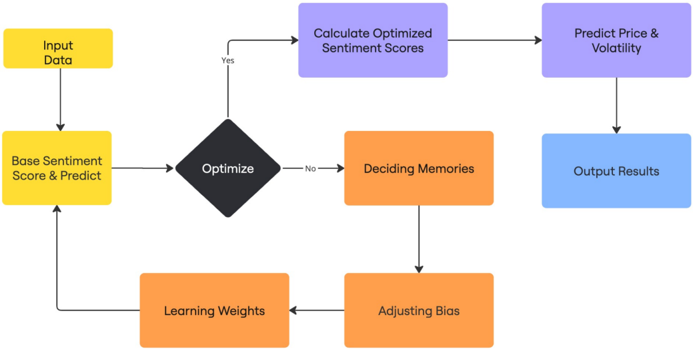 Input
Data
Calculate Optimized
Sentiment Scores
Predict Price &
Volatility
Yes
Base Sentiment
Score & Predict
Optimize
No
Deciding Memories
Output Results
Learning Weights
Adjusting Bias